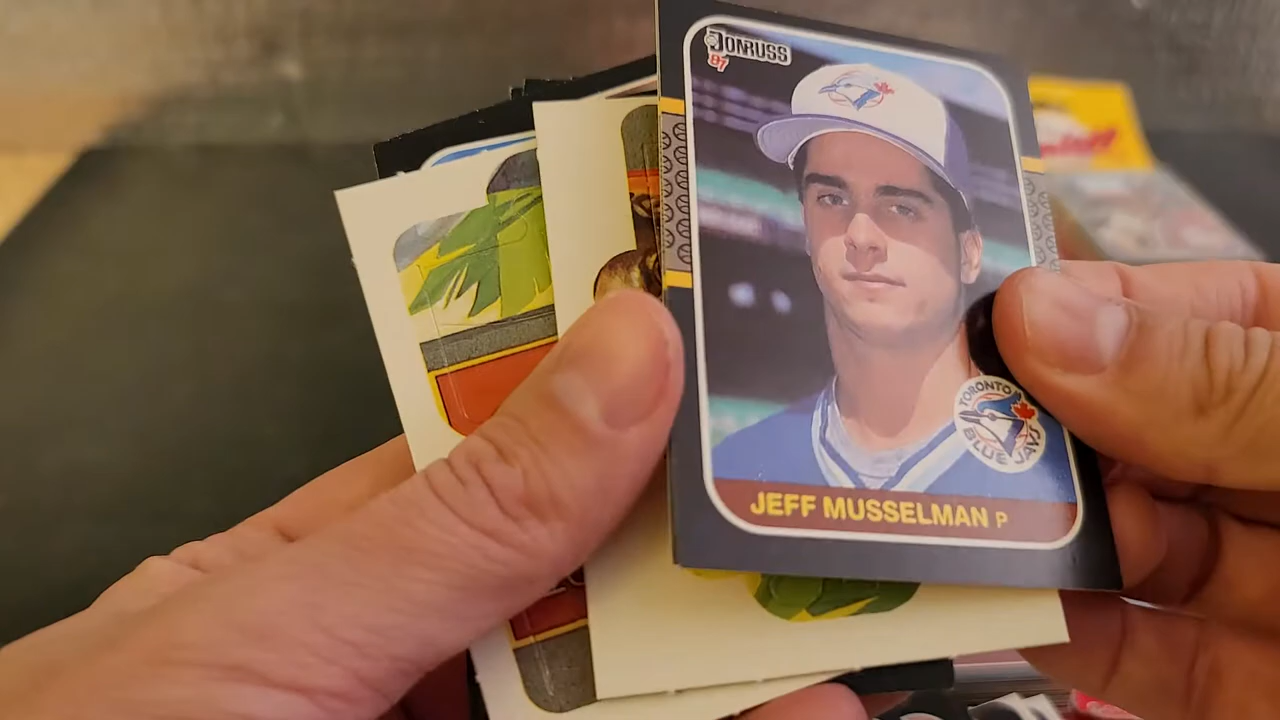 DONRUSS
87
TORONTO
BLUE JAYS
JEFF MUSSELMAN P